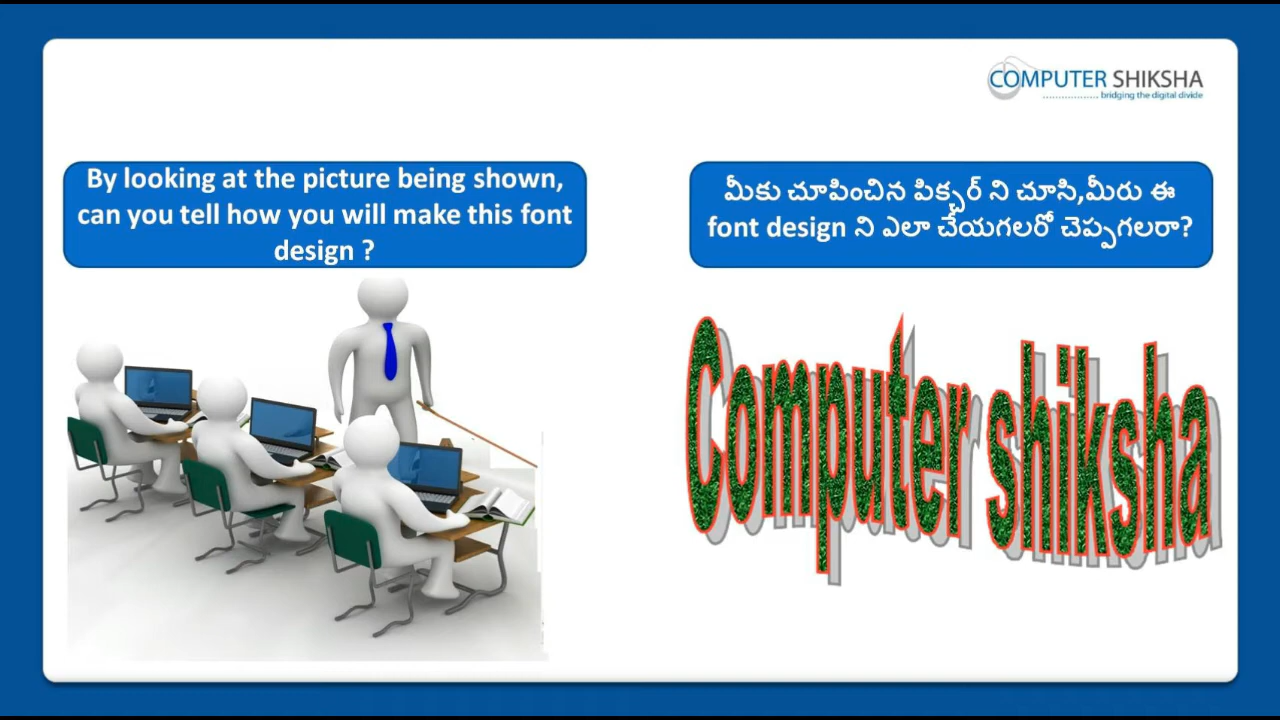 COMPUTER SHIKSHA
bridging the digital divide
By looking at the picture being shown,
can you tell how you will make this font
design ?
మీకు చూపించిన పిక్చర్ ని చూసి,మీరు ఈ
font design ని ఎలా చేయగలరో చెప్పగలరా?
Computer shiksha